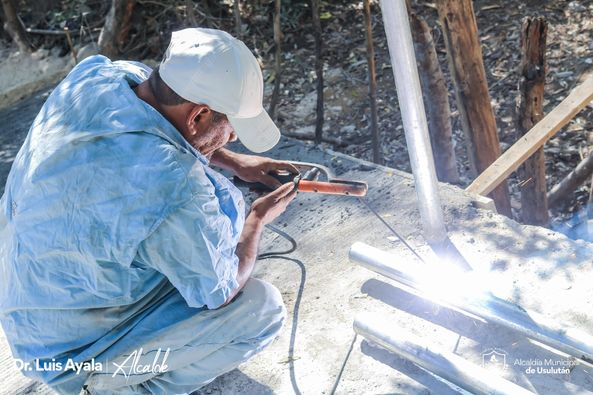 Dr. Luis Ayala | Alcalde
Alcaldía Municipal
de Usulután